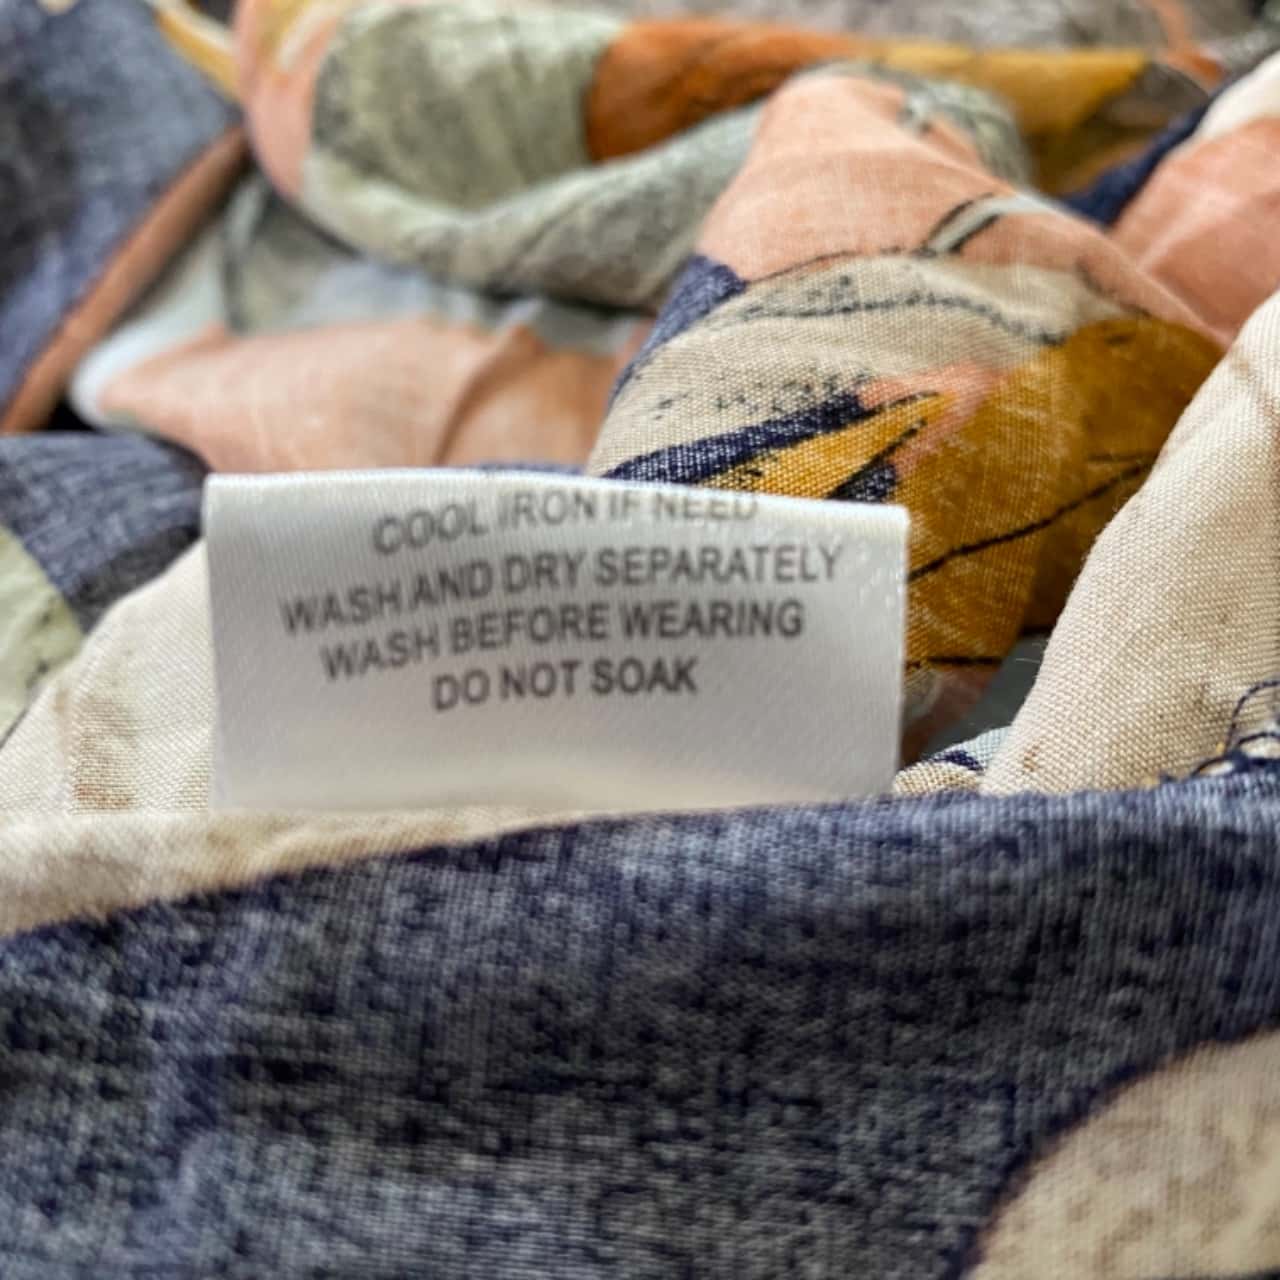 COOL IRON IF NEED
WASH AND DRY SEPARATELY
WASH BEFORE WEARING
DO NOT SOAK